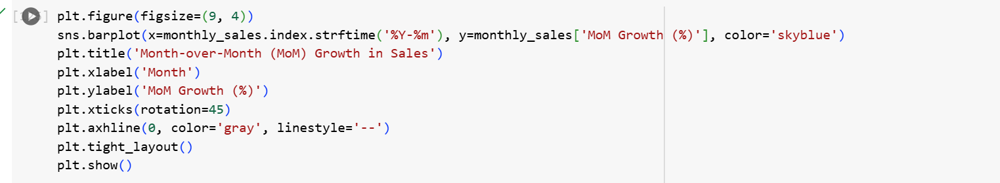 plt.figure(figsize=(9, 4))
sns.barplot(x=monthly_sales.index.strftime('%Y-%m'), y=monthly_sales['MoM Growth (%)'], color='skyblue')
plt.title('Month-over-Month (MoM) Growth in Sales')
plt.xlabel('Month')
plt.ylabel('MoM Growth (%)')
plt.xticks(rotation=45)
plt.axhline(0, color='gray', linestyle='--')
plt.tight_layout()
plt.show()